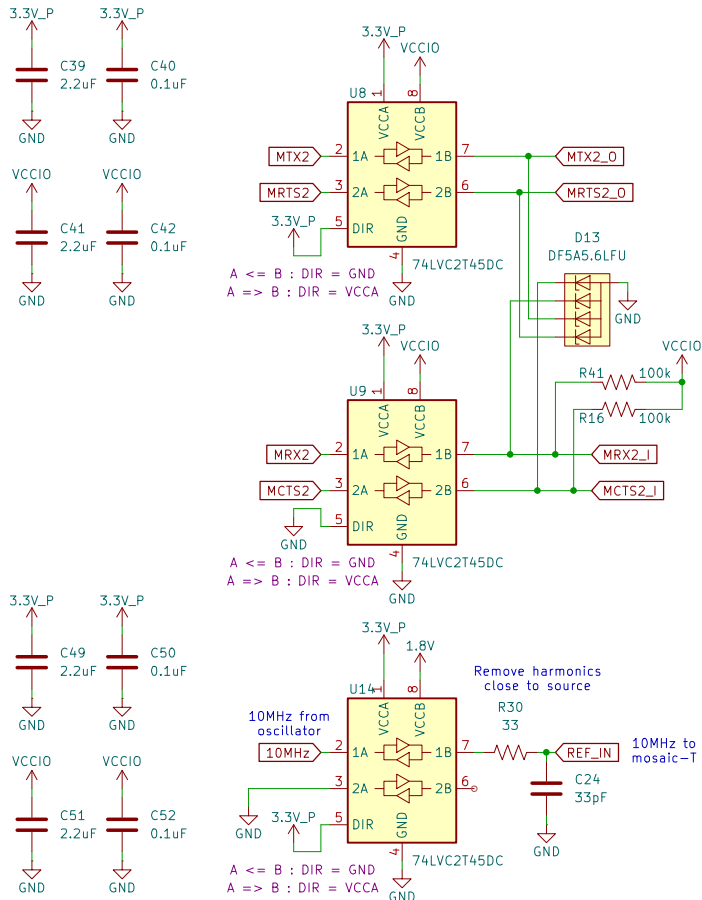 3.3V_P
3.3V_P
C39
2.2uF
C40
0.1uF
GND
GND
VCCIO
VCCIO
C41
2.2uF
C42
0.1uF
GND
GND
3.3V_P
VCCIO
U8
1
8
VCCA
VCCB
MTX2
2
1A
1B
7
MTX2_O
MRTS2
3
2A
2B
6
MRTS2_O
3.3V_P
5
DIR
GND
4
74LVC2T45DC
A <= B : DIR = GND
A => B : DIR = VCCA
GND
D13
DF5A5.6LFU
GND
3.3V_P
VCCIO
VCCIO
R41
100k
R16
100k
U9
1
8
VCCA
VCCB
MRX2
2
1A
1B
7
MRX2_I
MCTS2
3
2A
2B
6
MCTS2_I
5
DIR
GND
GND
4
74LVC2T45DC
A <= B : DIR = GND
A => B : DIR = VCCA
GND
3.3V_P
3.3V_P
C49
2.2uF
C50
0.1uF
GND
GND
VCCIO
VCCIO
C51
2.2uF
C52
0.1uF
GND
GND
3.3V_P
1.8V
U14
1
8
VCCA
VCCB
Remove harmonics
close to source
R30
33
10MHz from
oscillator
10MHz
2
1A
1B
7
REF_IN
10MHz to
mosaic-T
3
2A
2B
6
C24
33pF
GND
3.3V_P
5
DIR
GND
4
GND
74LVC2T45DC
A <= B : DIR = GND
A => B : DIR = VCCA
GND